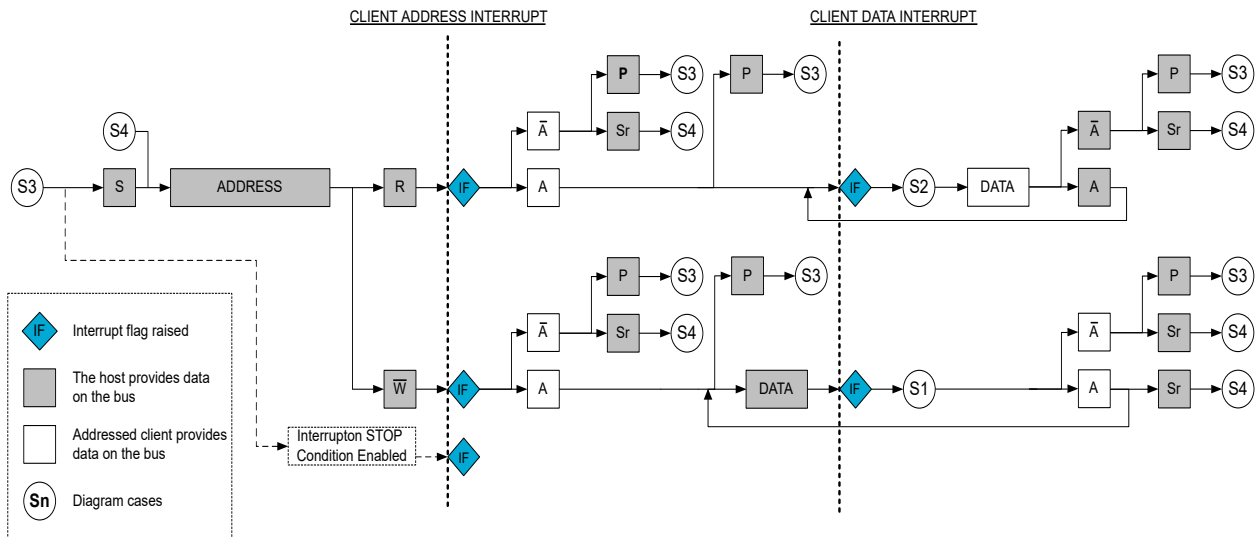 CLIENT ADDRESS INTERRUPT
CLIENT DATA INTERRUPT
P S3 P S3 P S3
S4 A̅ Sr S4 A̅ Sr S4
S3 S ADDRESS R IF A IF S2 DATA A
P S3 P S3 P S3
A̅ Sr S4 A̅ Sr S4
W̅ IF A DATA IF S1 A Sr S4
Interrupton STOP
Condition Enabled
IF
IF Interrupt flag raised
The host provides data
on the bus
Addressed client provides
data on the bus
Sn Diagram cases